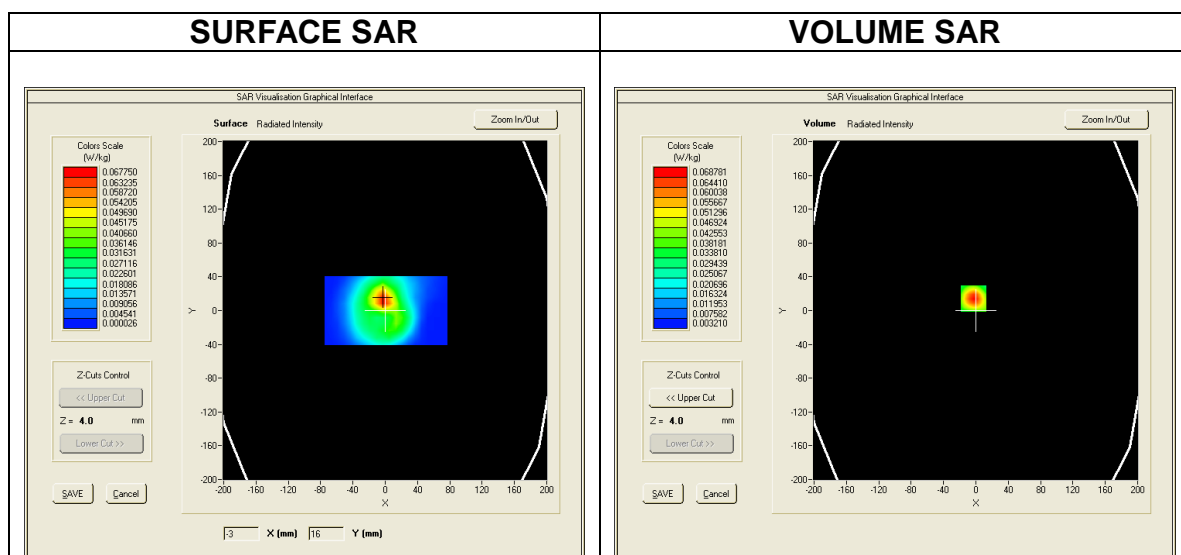 SURFACE SAR
SAR Visualisation Graphical Interface
Surface Radiated Intensity
Zoom In/Out
Colors Scale
(W/kg)
0.067750
0.063235
0.058720
0.054205
0.049690
0.045175
0.040660
0.036146
0.031631
0.027116
0.022601
0.018086
0.013571
0.009056
0.004541
0.000026
Z-Cuts Control
<< Upper Cut
Z = 4.0 mm
Lower Cut >>
SAVE Cancel
200
160
120
80
40
0
-40
-80
-120
-160
-200
Y
-200 -160 -120 -80 -40 0 40 80 120 160 200
X
-3 X (mm) 16 Y (mm)
VOLUME SAR
SAR Visualisation Graphical Interface
Volume Radiated Intensity
Zoom In/Out
Colors Scale
(W/kg)
0.068781
0.064410
0.060038
0.055667
0.051296
0.046924
0.042553
0.038181
0.033810
0.029439
0.025067
0.020696
0.016324
0.011953
0.007582
0.003210
Z-Cuts Control
<< Upper Cut
Z = 4.0 mm
Lower Cut >>
SAVE Cancel
200
160
120
80
40
0
-40
-80
-120
-160
-200
Y
-200 -160 -120 -80 -40 0 40 80 120 160 200
X